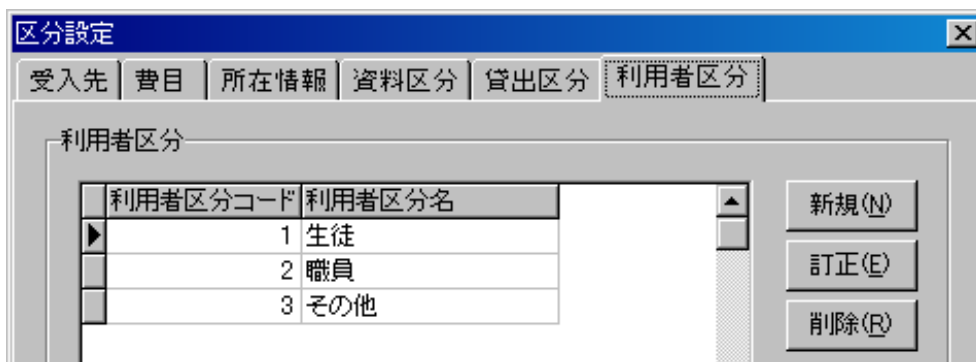 区分設定
受入先 費目 所在情報 資料区分 貸出区分 利用者区分
利用者区分
利用者区分コード 利用者区分名
新規(N)
1 生徒
2 職員
訂正(E)
3 その他
削除(R)